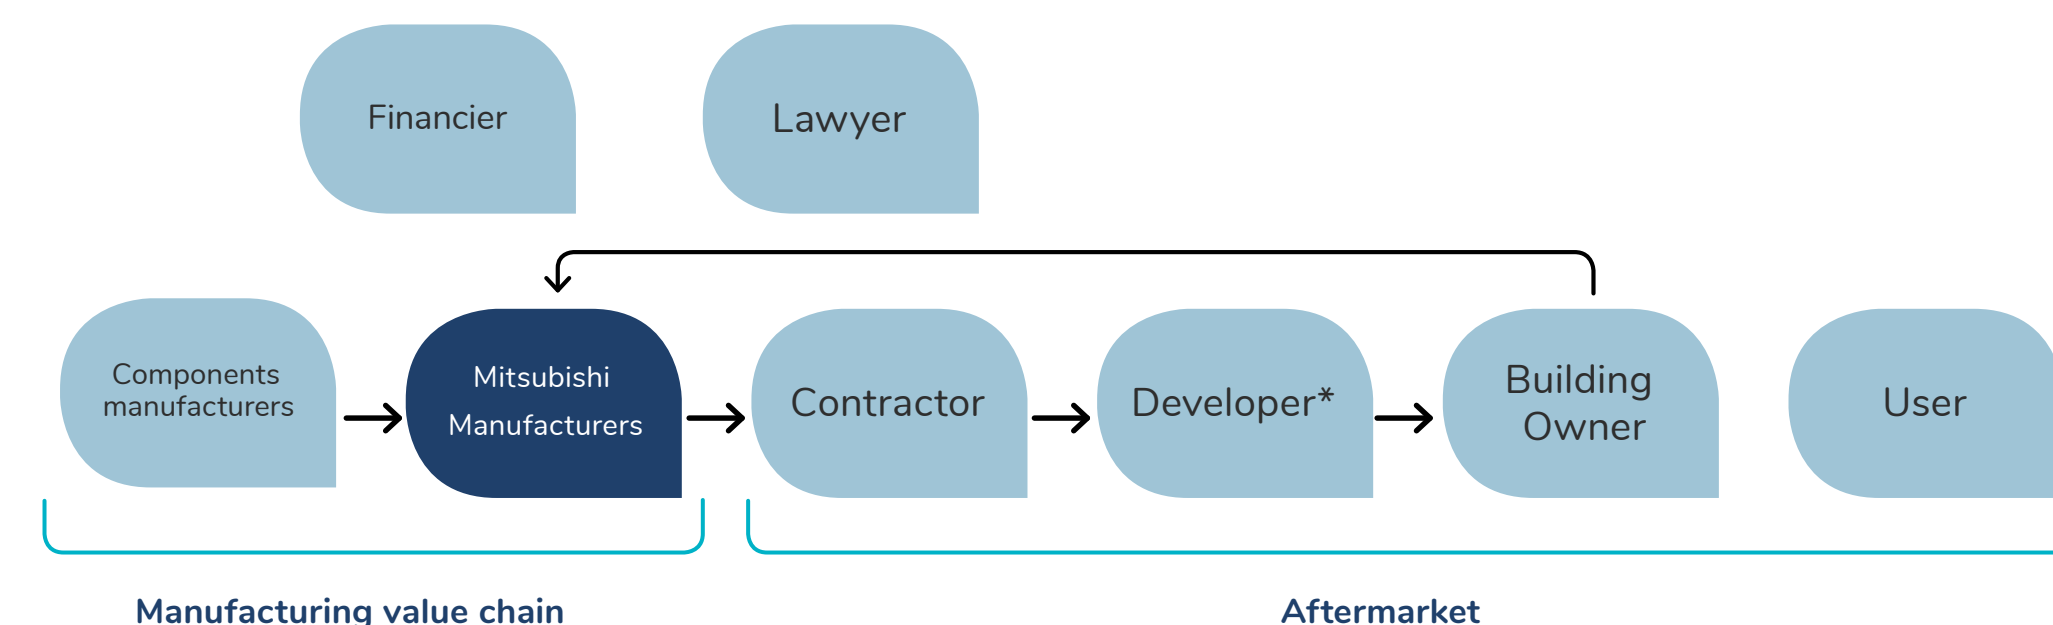 Financier
Lawyer
Components
manufacturers
Mitsubishi
Manufacturers
Contractor
Developer*
Building
Owner
User
Manufacturing value chain
Aftermarket